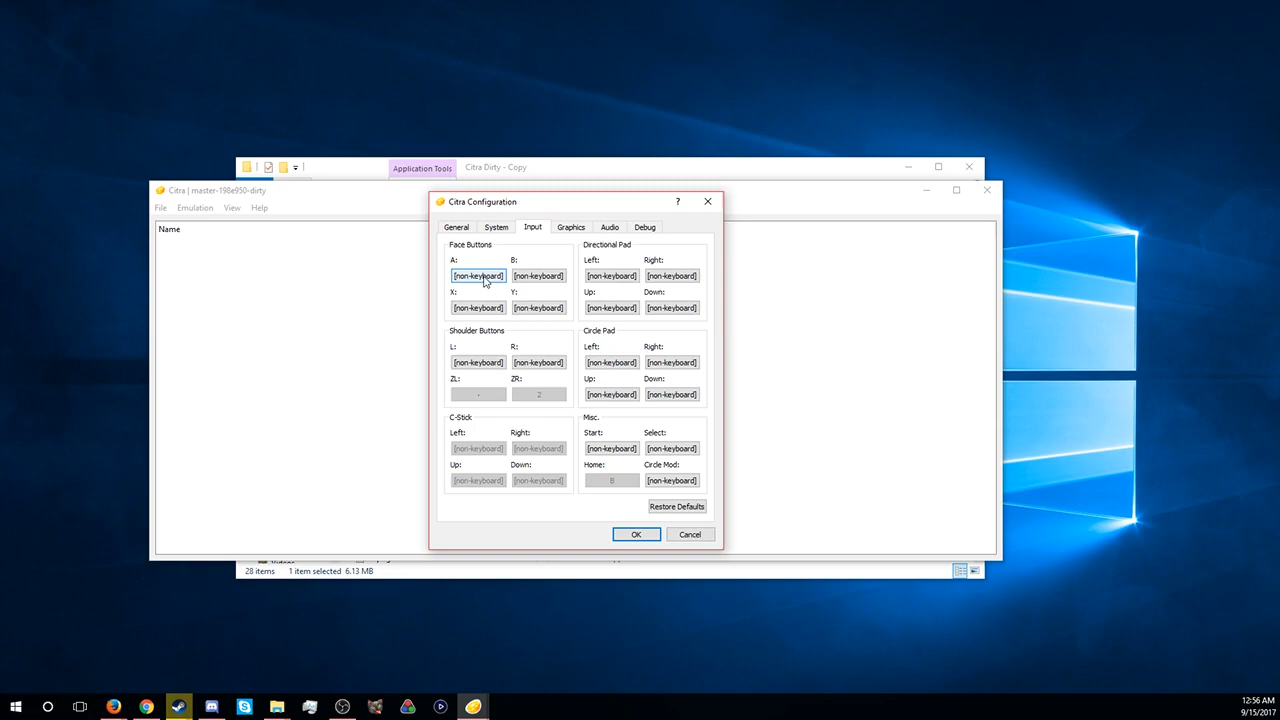 Application Tools
Citra Dirty - Copy
Citra | master-198e950-dirty
File Emulation View Help
Name
Citra Configuration
?
General System Input Graphics Audio Debug
Face Buttons
A: B:
[non-keyboard] [non-keyboard]
X: Y:
[non-keyboard] [non-keyboard]
Directional Pad
Left: Right:
[non-keyboard] [non-keyboard]
Up: Down:
[non-keyboard] [non-keyboard]
Shoulder Buttons
L: R:
[non-keyboard] [non-keyboard]
ZL: ZR:
2
Circle Pad
Left: Right:
[non-keyboard] [non-keyboard]
Up: Down:
[non-keyboard] [non-keyboard]
C-Stick
Left: Right:
[non-keyboard] [non-keyboard]
Up: Down:
[non-keyboard] [non-keyboard]
Misc.
Start: Select:
[non-keyboard] [non-keyboard]
Home: Circle Mod:
B [non-keyboard]
Restore Defaults
OK Cancel
28 items 1 item selected 6.13 MB
12:56 AM
9/15/2017